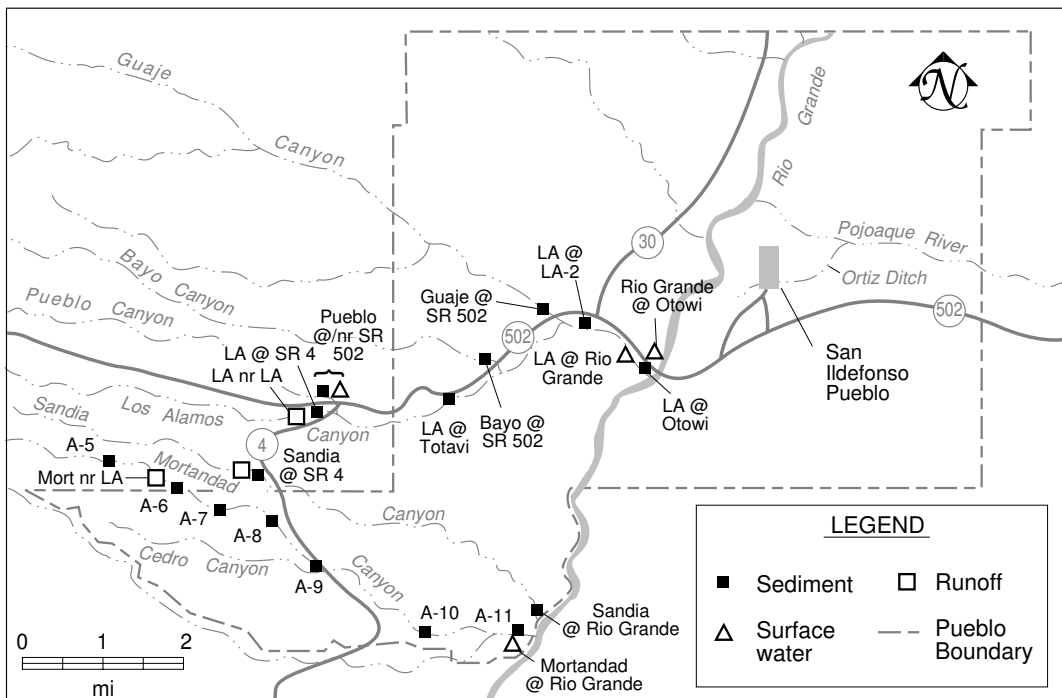 Guaje
Canyon
Rio
Grande
N
Bayo Canyon
Pueblo Canyon
30
Pojoaque River
Ortiz Ditch
502
LA @
LA-2
Rio Grande
@ Otowi
Guaje @
SR 502
502
Pueblo
@/nr SR
502
LA @ SR 4
LA nr LA
LA @ Rio
Grande
San
Ildefonso
Pueblo
Sandia
Los Alamos
Canyon
LA @
Totavi
Bayo @
SR 502
LA @
Otowi
4
Sandia
@ SR 4
A-5
Mort nr LA
Mortandad
A-6
A-7
A-8
Canyon
Cedro Canyon
A-9
Canyon
A-10
A-11
Sandia
@ Rio Grande
Mortandad
@ Rio Grande
0 1 2
mi
LEGEND
Sediment
Runoff
Surface
water
Pueblo
Boundary